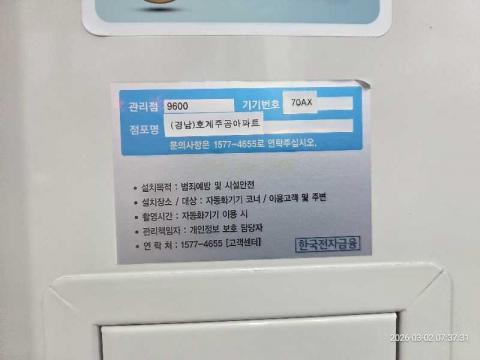 관리점 9600 기기번호 70AX
점포명 (경남)호계주공아파트
문의사항은 1577-4655로 연락주십시오.
• 설치목적 : 범죄예방 및 시설안전
• 설치장소 / 대상 : 자동화기기 코너 / 이용고객 및 주변
• 촬영시간 : 자동화기기 이용 시
• 관리책임자 : 개인정보 보호 담당자
• 연 락 처 : 1577-4655 [고객센터]
한국전자금융
2026-03-02 07:37:31